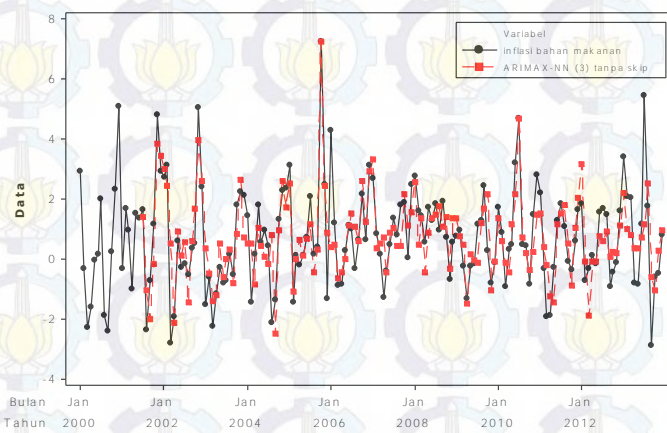 8
Variabel
inflasi bahan makanan
ARIMAX-NN (3) tanpa skip
6
4
2
0
-2
-4
Data
Bulan Jan Jan Jan Jan Jan Jan Jan
Tahun 2000 2002 2004 2006 2008 2010 2012